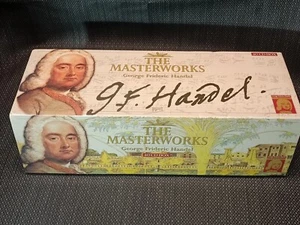 THE
MASTERWORKS
George Frideric Handel
G. F. Handel.
THE
MASTERWORKS
George Frideric Handel